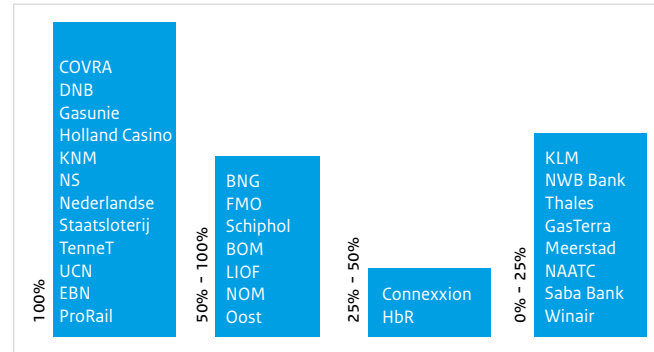 100%
COVRA
DNB
Gasunie
Holland Casino
KNM
NS
Nederlandse
Staatsloterij
TenneT
UCN
EBN
ProRail
50% - 100%
BNG
FMO
Schiphol
BOM
LIOF
NOM
Oost
25% - 50%
Connexxion
HbR
0% - 25%
KLM
NWB Bank
Thales
GasTerra
Meerstad
NAATC
Saba Bank
Winair